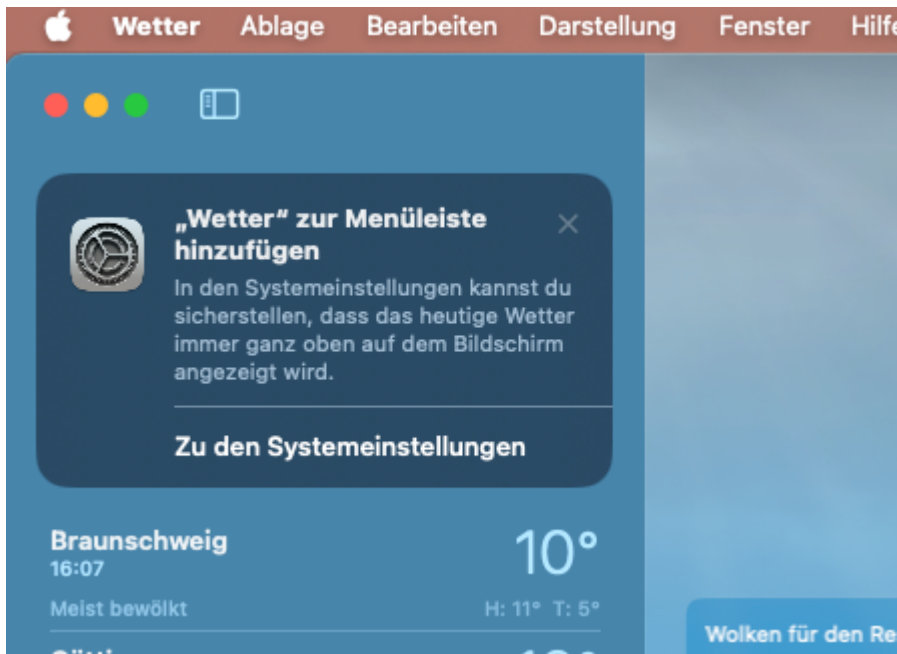 Wetter Ablage Bearbeiten Darstellung Fenster Hilfe
„Wetter“ zur Menüleiste
hinzufügen
In den Systemeinstellungen kannst du
sicherstellen, dass das heutige Wetter
immer ganz oben auf dem Bildschirm
angezeigt wird.
Zu den Systemeinstellungen
Braunschweig
10°
16:07
Meist bewölkt
H: 11° T: 5°
Wolken für den Re